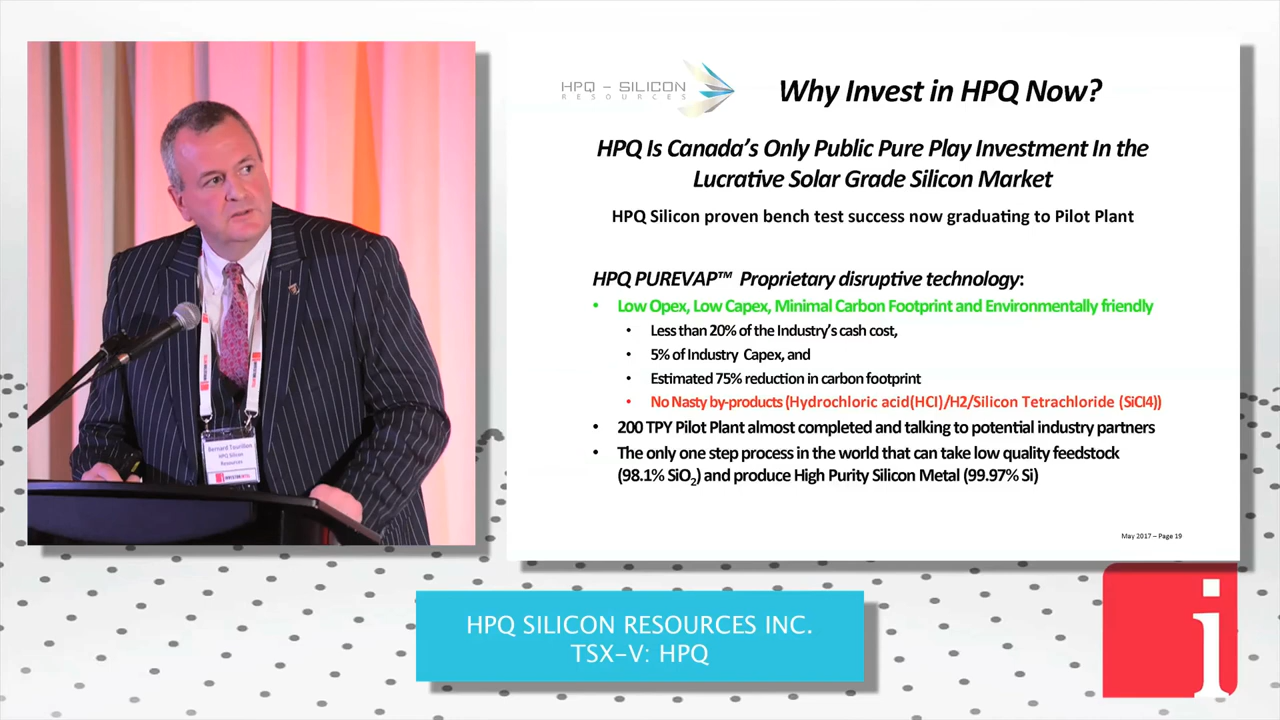 HPQ – SILICON
RESOURCES
Why Invest in HPQ Now?
HPQ Is Canada's Only Public Pure Play Investment In the
Lucrative Solar Grade Silicon Market
HPQ Silicon proven bench test success now graduating to Pilot Plant
HPQ PUREVAP™ Proprietary disruptive technology:
• Low Opex, Low Capex, Minimal Carbon Footprint and Environmentally friendly
• Less than 20% of the Industry's cash cost,
• 5% of Industry Capex, and
• Estimated 75% reduction in carbon footprint
• No Nasty by-products (Hydrochloric acid(HCl)/H2/Silicon Tetrachloride (SiCl4))
• 200 TPY Pilot Plant almost completed and talking to potential industry partners
• The only one step process in the world that can take low quality feedstock
(98.1% SiO2) and produce High Purity Silicon Metal (99.97% Si)
May 2017 – Page 19
Bernard Tourillon
HPQ Silicon
Resources
HPQ SILICON RESOURCES INC.
TSX-V: HPQ
i